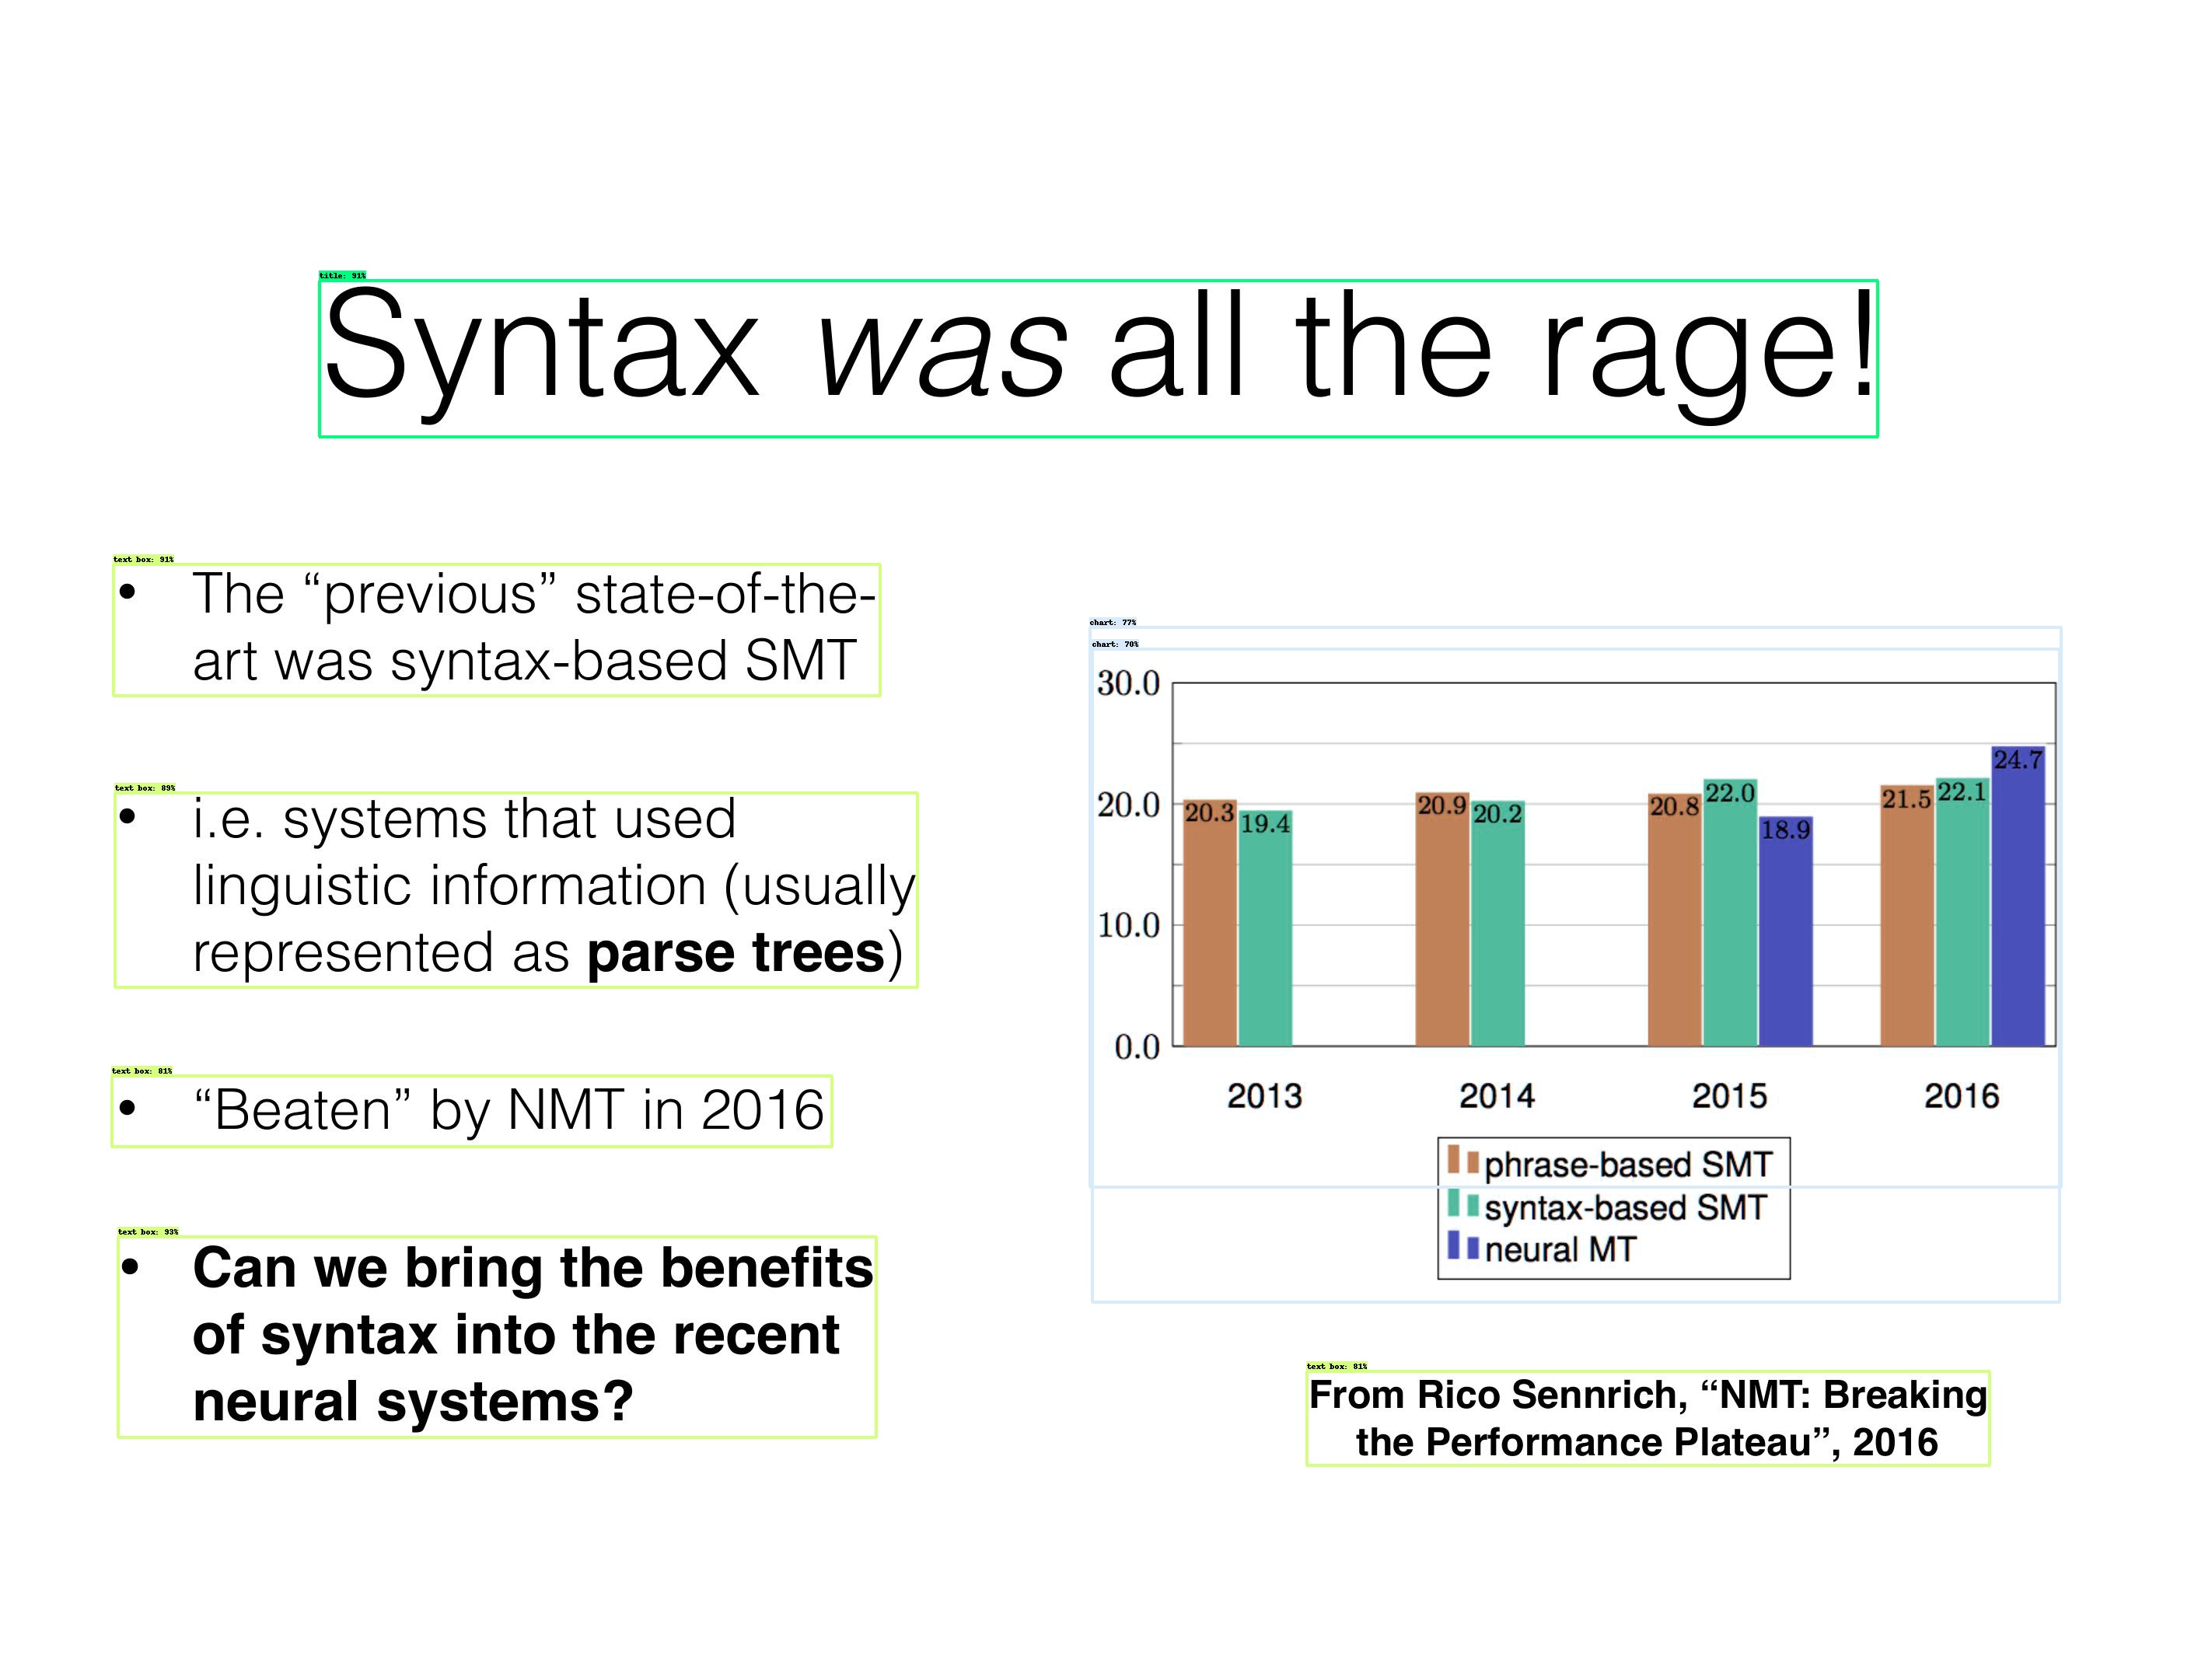 title: 91%
Syntax was all the rage!
text box: 91%
• The “previous” state-of-the-
art was syntax-based SMT
text box: 89%
• i.e. systems that used
linguistic information (usually
represented as parse trees)
text box: 81%
• “Beaten” by NMT in 2016
text box: 93%
• Can we bring the benefits
of syntax into the recent
neural systems?
chart: 77%
chart: 70%
30.0
20.0
10.0
0.0
20.3 19.4 20.9 20.2 20.8 22.0 18.9 21.5 22.1 24.7
2013 2014 2015 2016
phrase-based SMT
syntax-based SMT
neural MT
text box: 81%
From Rico Sennrich, “NMT: Breaking
the Performance Plateau”, 2016